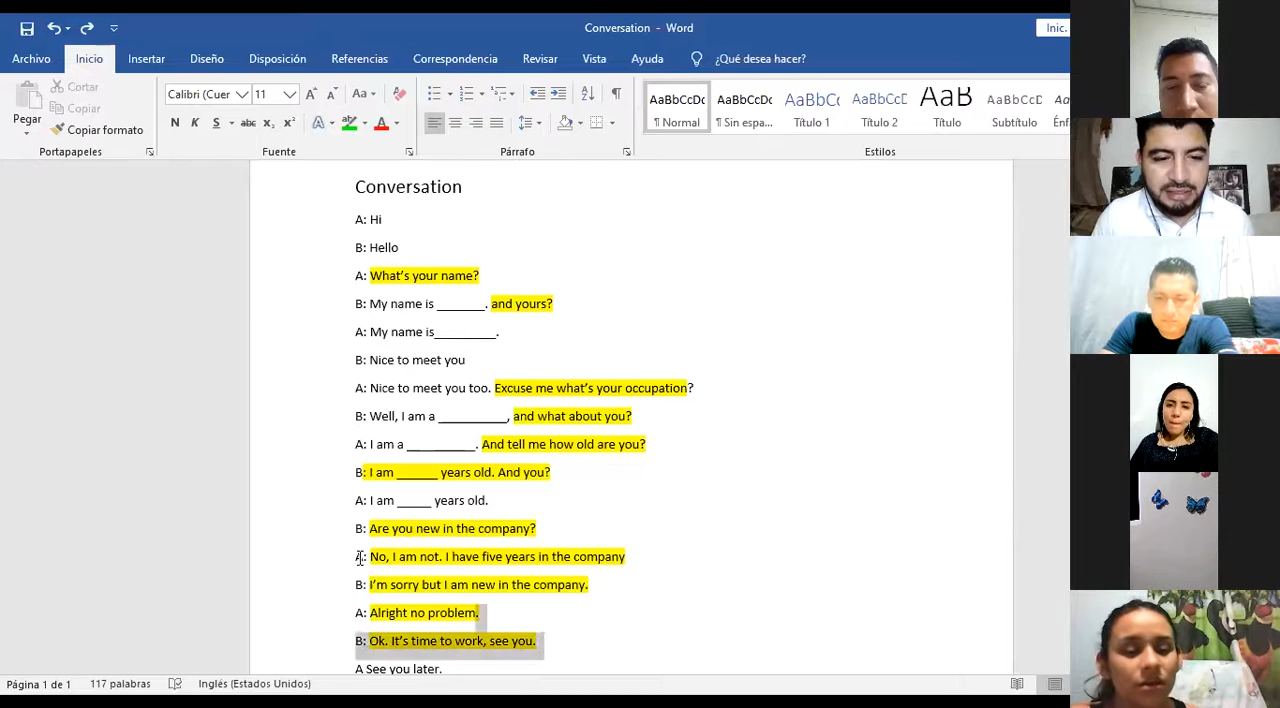 Conversation - Word
Inic.
Archivo Inicio Insertar Diseño Disposición Referencias Correspondencia Revisar Vista Ayuda ¿Qué desea hacer?
Pegar
Cortar
Copiar
Copiar formato
Portapapeles
Calibri (Cuer 11 A A Aa
N K S abc x₂ x² A A
Fuente
Párrafo
AaBbCcDc AaBbCcDc AaBbCc AaBbCcD AaB AaBbCcD
¶ Normal ¶ Sin espa... Título 1 Título 2 Título Subtítulo
Estilos
Conversation
A: Hi
B: Hello
A: What's your name?
B: My name is _______. and yours?
A: My name is_________.
B: Nice to meet you
A: Nice to meet you too. Excuse me what's your occupation?
B: Well, I am a __________, and what about you?
A: I am a __________. And tell me how old are you?
B: I am ______ years old. And you?
A: I am _____ years old.
B: Are you new in the company?
A: No, I am not. I have five years in the company
B: I'm sorry but I am new in the company.
A: Alright no problem.
B: Ok. It's time to work, see you.
A See you later.
Página 1 de 1 117 palabras Inglés (Estados Unidos)